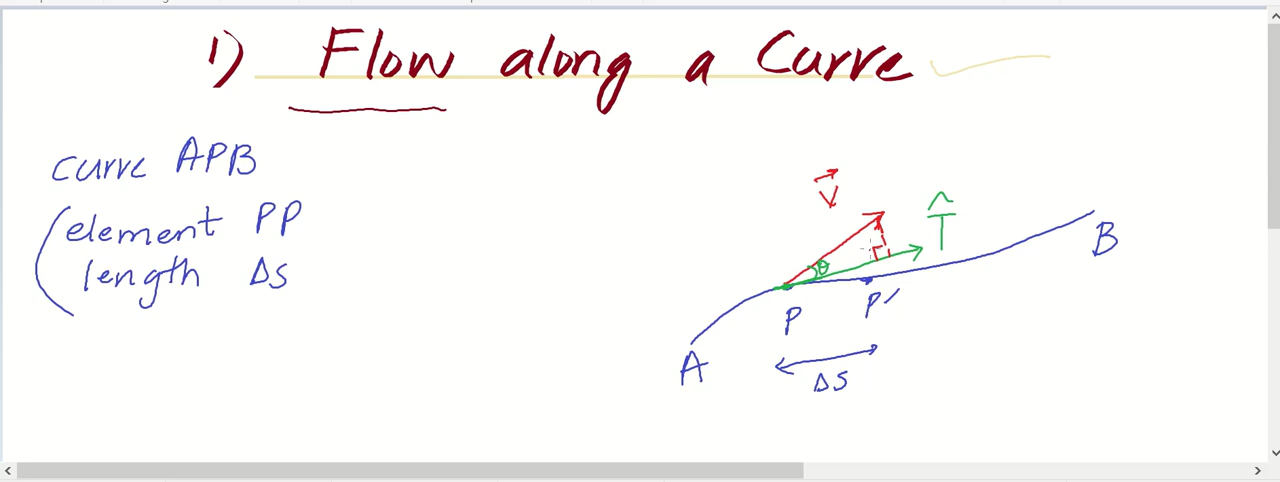 1) Flow along a Curve
curve APB
element PP
length Δs
V⃗
θ
T̂
A
P
P'
B
Δs